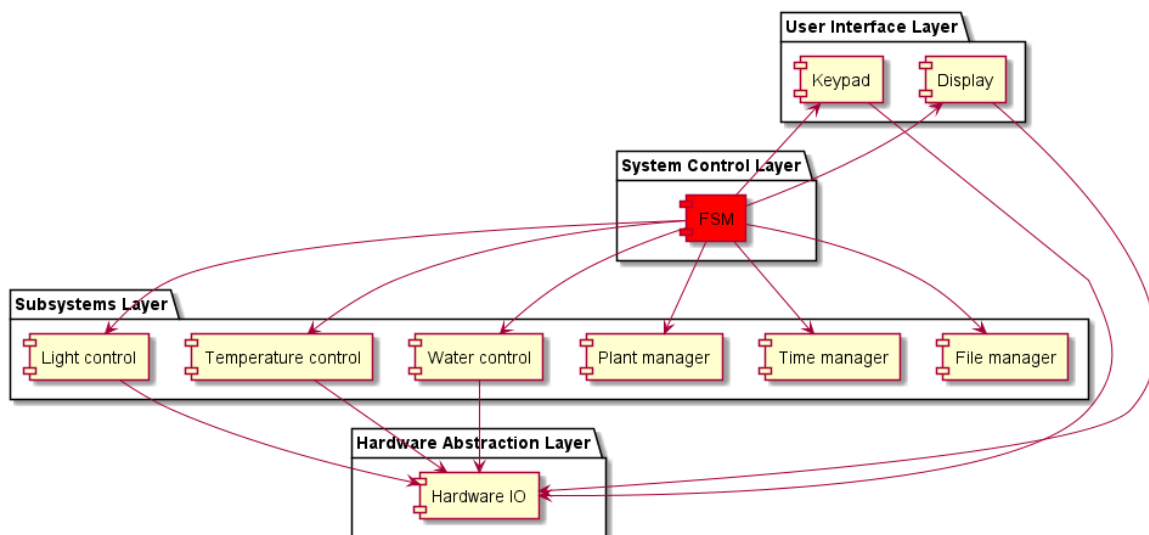 User Interface Layer
Keypad
Display
System Control Layer
FSM
Subsystems Layer
Light control
Temperature control
Water control
Plant manager
Time manager
File manager
Hardware Abstraction Layer
Hardware IO